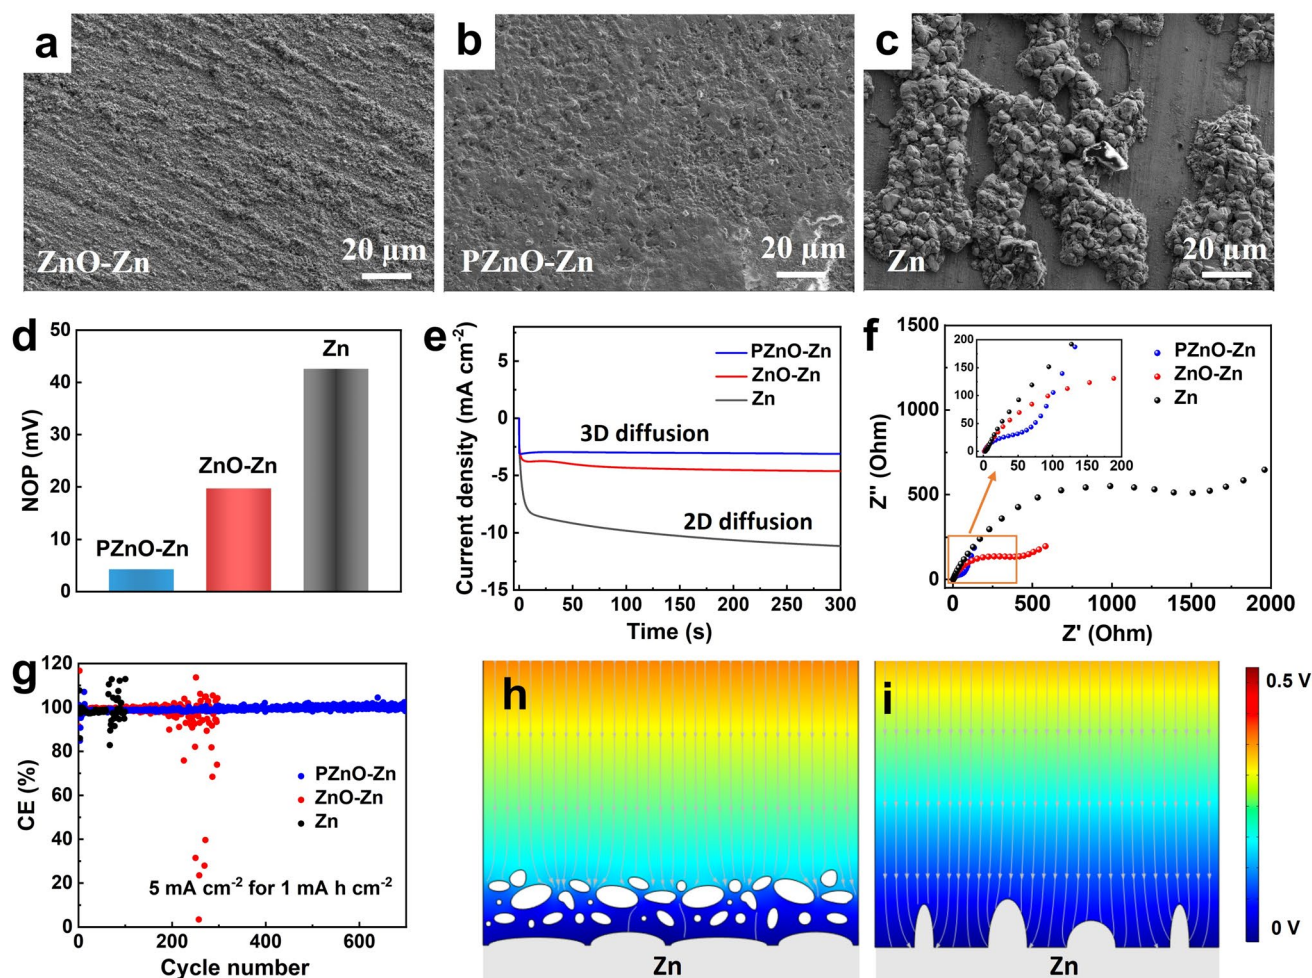 a
ZnO-Zn
20 μm
b
PZnO-Zn
20 μm
c
Zn
20 μm
d
NOP (mV)
50
40
30
20
10
0
PZnO-Zn
ZnO-Zn
Zn
e
Current density (mA cm-2)
5
0
-5
-10
-15
PZnO-Zn
ZnO-Zn
Zn
3D diffusion
2D diffusion
0 50 100 150 200 250 300
Time (s)
f
Z'' (Ohm)
1500
1000
500
0
200
150
100
50
0
0 50 100 150 190
PZnO-Zn
ZnO-Zn
Zn
0 500 1000 1500 2000
Z' (Ohm)
g
CE (%)
120
100
80
60
40
20
0
PZnO-Zn
ZnO-Zn
Zn
5 mA cm-2 for 1 mA h cm-2
0 200 400 600
Cycle number
h
Zn
i
Zn
0.5 V
0 V